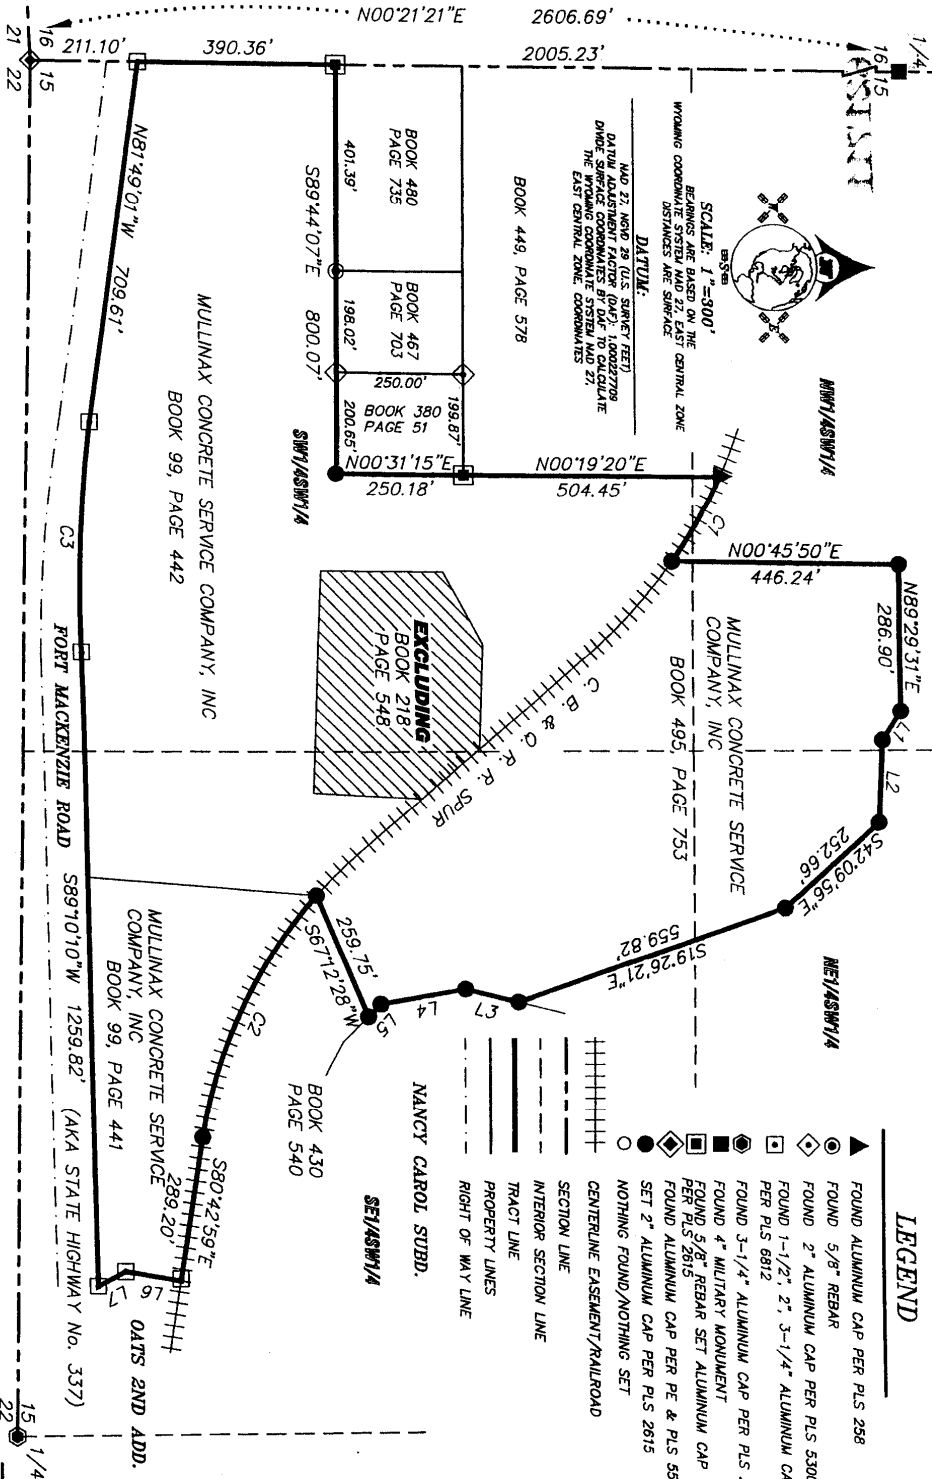 1/4
16 15
N00°21'21"E 2606.69'
16 15
21 22
211.10'
390.36'
2005.23'
SCALE: 1"=300'
BEARINGS ARE BASED ON THE
WYOMING COORDINATE SYSTEM NAD 27, EAST CENTRAL ZONE
DISTANCES ARE SURFACE
DATUM:
NAD 27, NGVD 29 (U.S. SURVEY FEET)
DATUM ADJUSTMENT FACTOR (DAF): 1.000227709
DIVIDE SURFACE COORDINATES BY DAF TO CALCULATE
THE WYOMING COORDINATE SYSTEM NAD 27,
EAST CENTRAL ZONE, COORDINATES
NW1/4SW1/4
NE1/4SW1/4
SW1/4SW1/4
SE1/4SW1/4
BOOK 449, PAGE 578
BOOK 480
PAGE 735
BOOK 467
PAGE 703
BOOK 380
PAGE 51
401.39'
198.02'
200.65'
250.00'
199.87'
S89°44'07"E 800.07'
N00°31'15"E
250.18'
N00°19'20"E
504.45'
C1
N00°45'50"E
446.24'
N89°29'31"E
286.90'
L1
L2
S42°09'56"E
252.66'
S19°26'21"E
559.82'
L3
L4
L5
S67°12'28"W
259.75'
C2
S80°42'59"E
289.20'
L6
L7
MULLINAX CONCRETE SERVICE
COMPANY, INC
BOOK 495, PAGE 753
C. B. & Q. R. R. SPUR
EXCLUDING
BOOK 218
PAGE 548
MULLINAX CONCRETE SERVICE COMPANY, INC
BOOK 99, PAGE 442
MULLINAX CONCRETE SERVICE
COMPANY, INC
BOOK 99, PAGE 441
BOOK 430
PAGE 540
NANCY CAROL SUBD.
OATS 2ND ADD.
N81°49'01"W 709.61'
C3
FORT MACKENZIE ROAD
S89°10'10"W 1259.82'
(AKA STATE HIGHWAY No. 337)
15
22
1/4
LEGEND
FOUND ALUMINUM CAP PER PLS 258
FOUND 5/8" REBAR
FOUND 2" ALUMINUM CAP PER PLS 530
FOUND 1-1/2", 2", 3-1/4" ALUMINUM CA
PER PLS 6812
FOUND 3-1/4" ALUMINUM CAP PER PLS
FOUND 4" MILITARY MONUMENT
FOUND 5/8" REBAR SET ALUMINUM CAP
PER PLS 2615
FOUND ALUMINUM CAP PER PE & PLS 55
SET 2" ALUMINUM CAP PER PLS 2615
NOTHING FOUND/NOTHING SET
CENTERLINE EASEMENT/RAILROAD
SECTION LINE
INTERIOR SECTION LINE
TRACT LINE
PROPERTY LINES
RIGHT OF WAY LINE